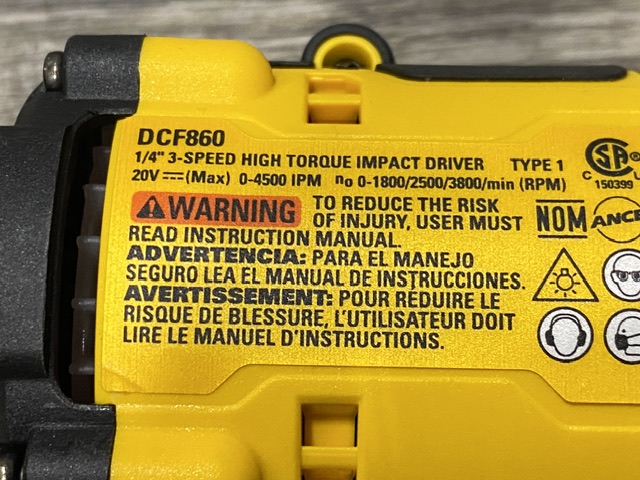 DCF860
1/4" 3-SPEED HIGH TORQUE IMPACT DRIVER TYPE 1
20V ⎓(Max) 0-4500 IPM no 0-1800/2500/3800/min (RPM)
WARNING TO REDUCE THE RISK
OF INJURY, USER MUST
READ INSTRUCTION MANUAL.
ADVERTENCIA: PARA EL MANEJO
SEGURO LEA EL MANUAL DE INSTRUCCIONES.
AVERTISSEMENT: POUR RÉDUIRE LE
RISQUE DE BLESSURE, L'UTILISATEUR DOIT
LIRE LE MANUEL D'INSTRUCTIONS.
SA
C
150399
NOM
ANCE